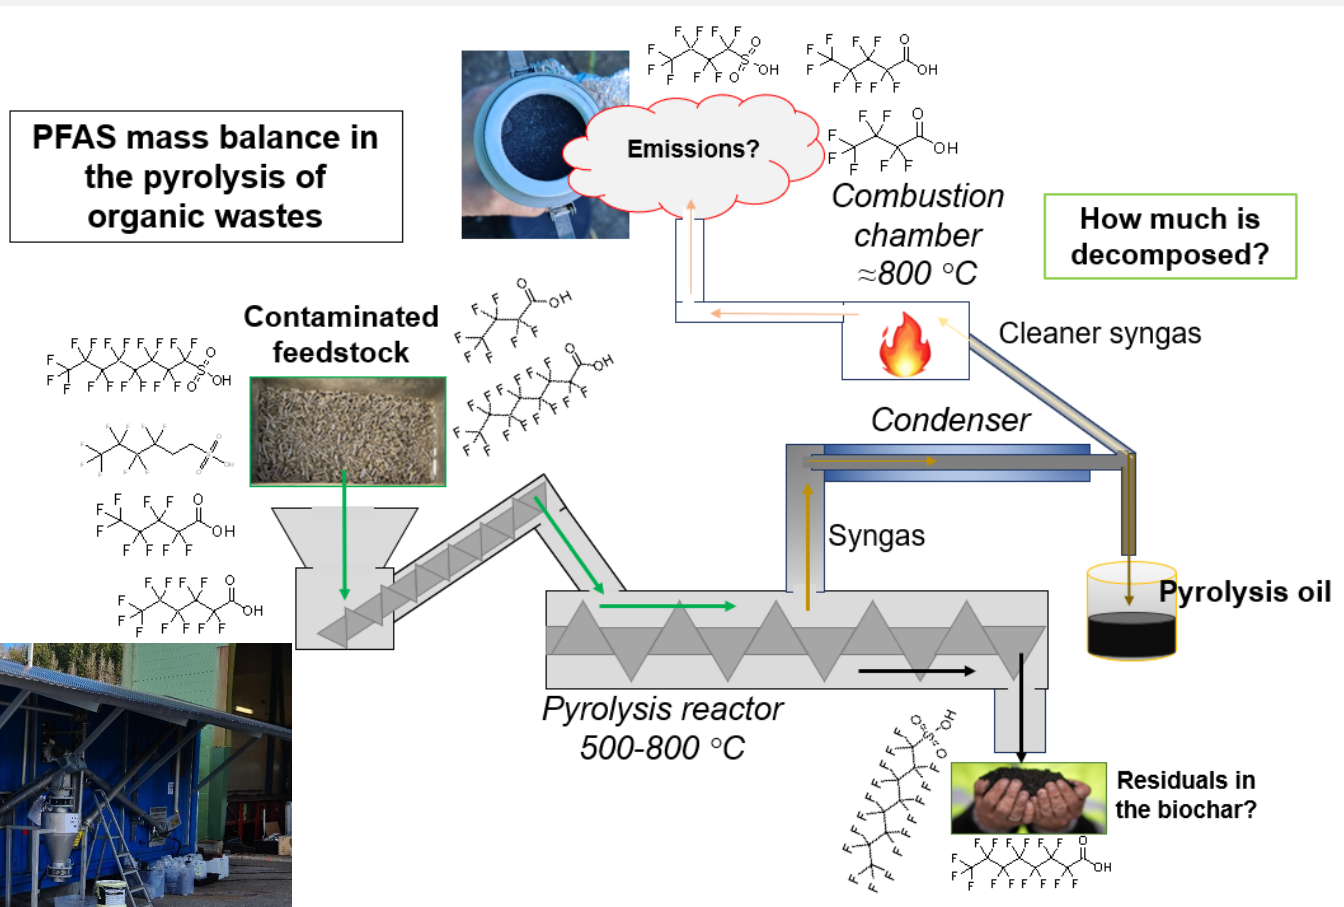 PFAS mass balance in
the pyrolysis of
organic wastes
Emissions?
Combustion
chamber
≈800 °C
How much is
decomposed?
Contaminated
feedstock
Cleaner syngas
Condenser
Syngas
Pyrolysis oil
Pyrolysis reactor
500-800 °C
Residuals in
the biochar?